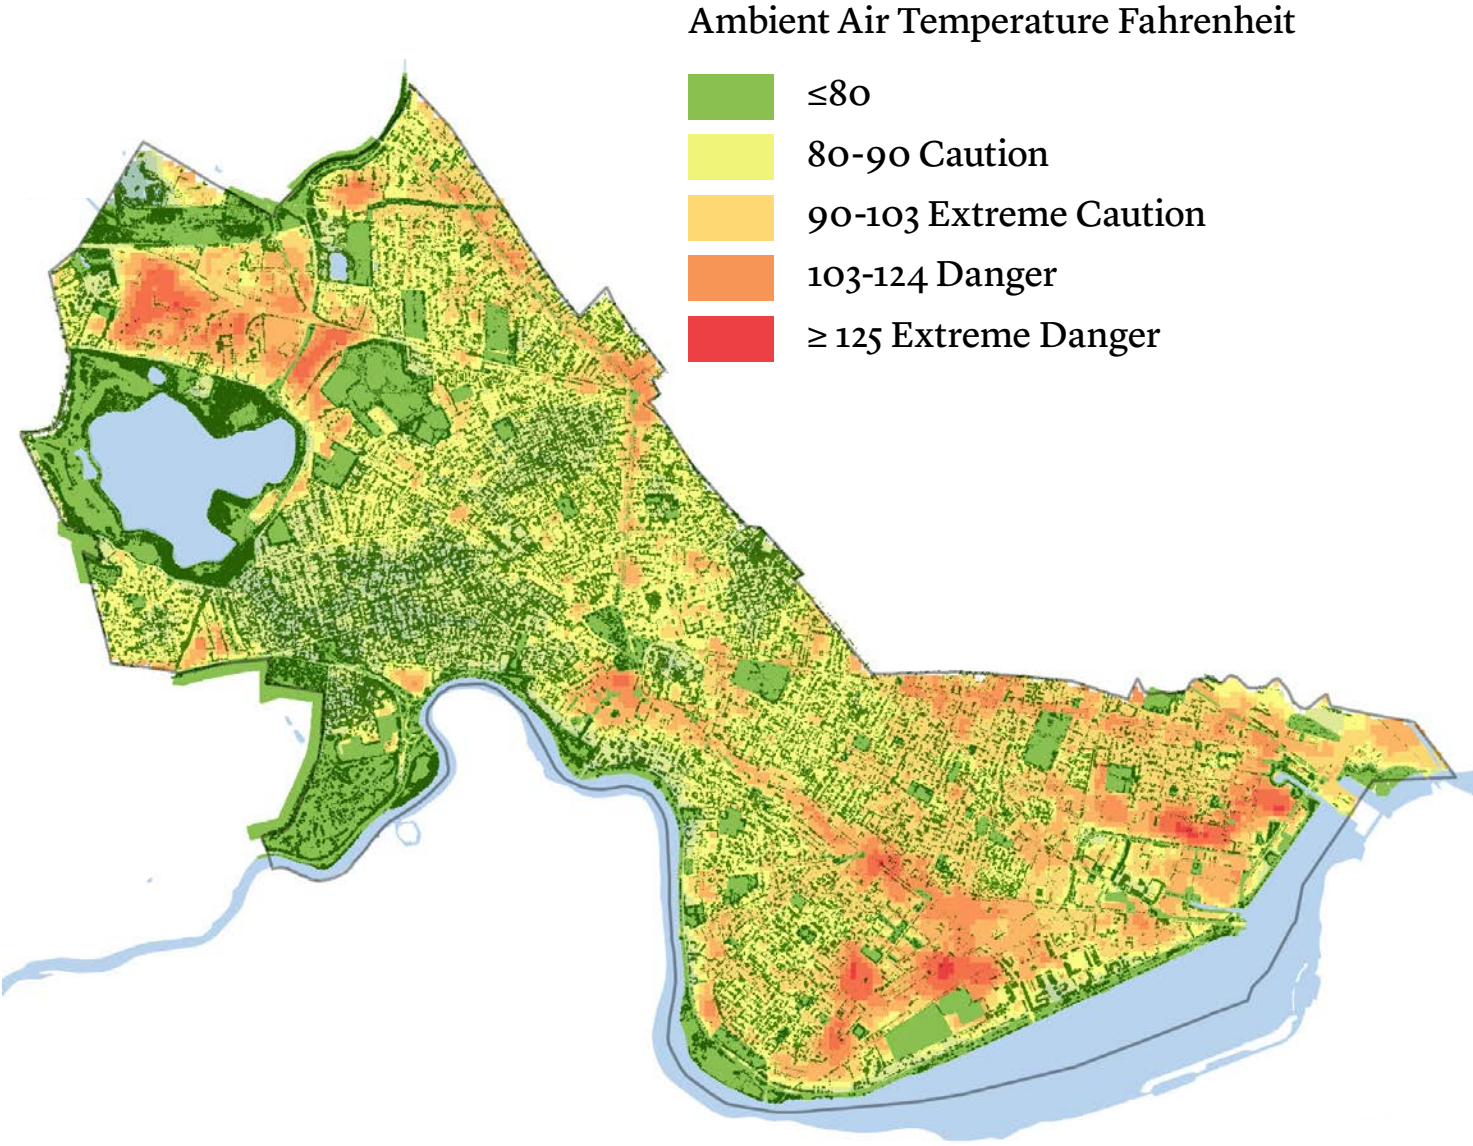 Ambient Air Temperature Fahrenheit
≤80
80-90 Caution
90-103 Extreme Caution
103-124 Danger
≥ 125 Extreme Danger